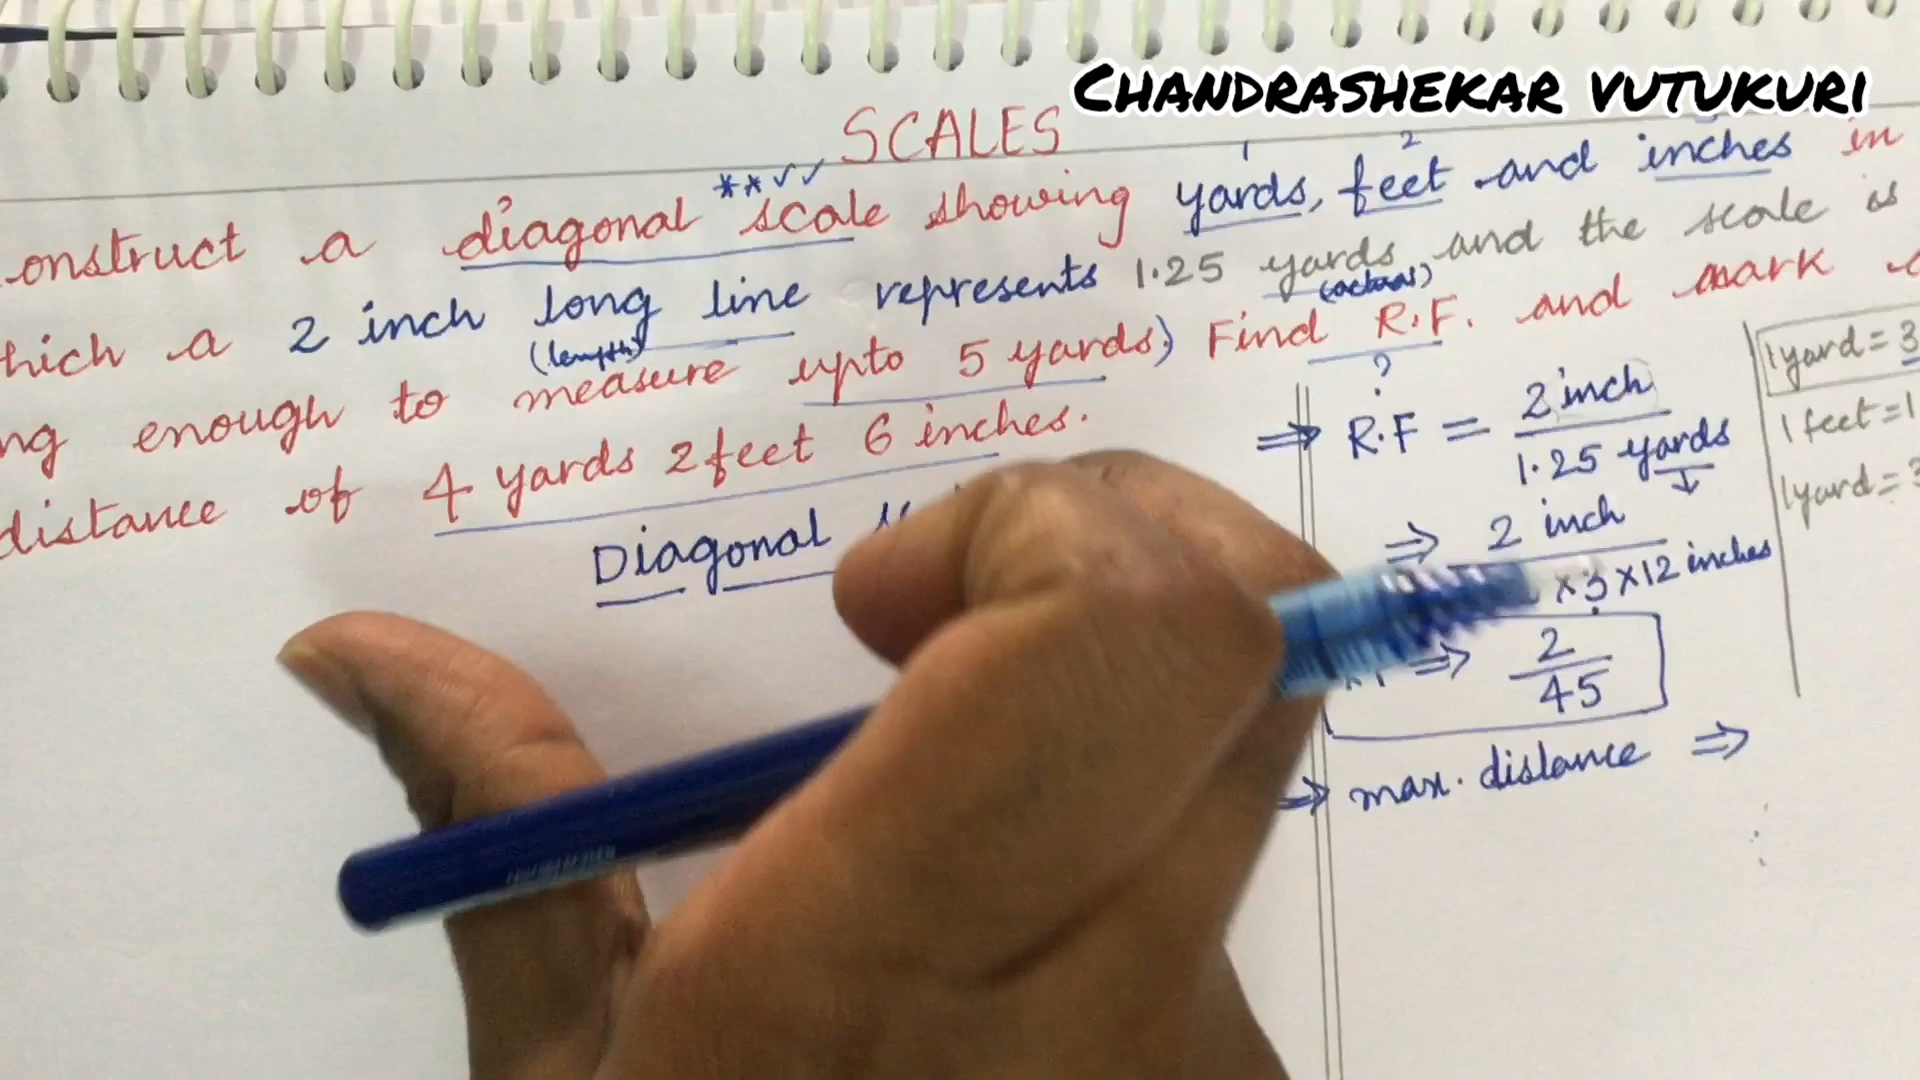 CHANDRASHEKAR VUTUKURI
SCALES
**✓✓ 1 2
onstruct a diagonal scale showing yards, feet and inches in
hich a 2 inch long line represents 1.25 yards and the scale is
(length) (actual)
ng enough to measure upto 5 yards.) Find R.F. and mark
distance of 4 yards 2 feet 6 inches.
Diagonal
?
⇒ R.F = 2 inch
1.25 yards
↓
⇒ 2 inch
x 3 x 12 inches
⇒ 2
45
⇒ max. distance ⇒
1 yard = 3
1 feet = 1
1 yard = 3